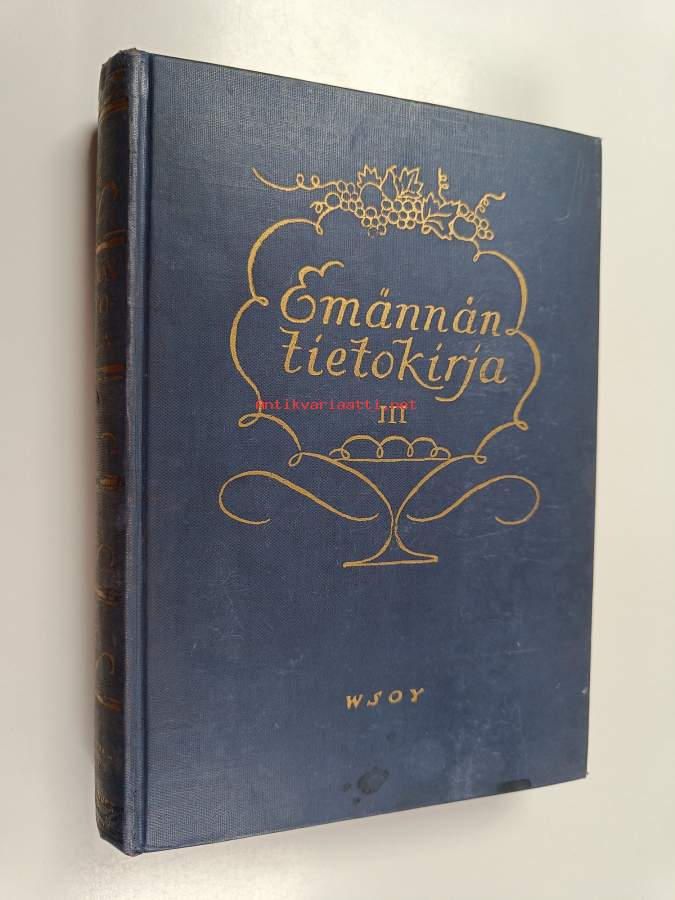 Emännän
tietokirja
antikvariaatti.net
III
WSOY